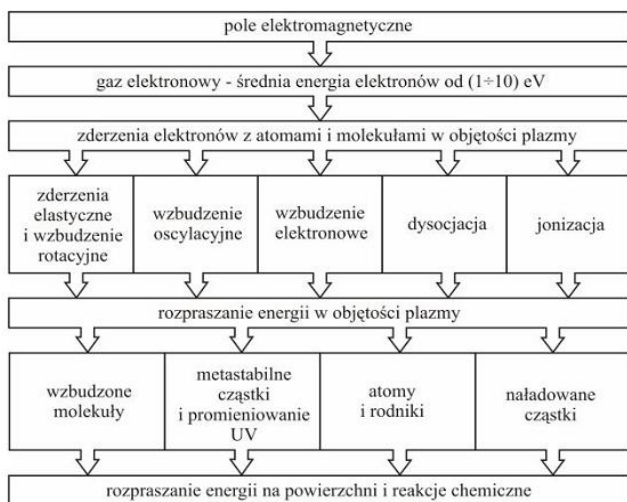 pole elektromagnetyczne
gaz elektronowy - średnia energia elektronów od (1÷10) eV
zderzenia elektronów z atomami i molekułami w objętości plazmy
zderzenia
elastyczne
i wzbudzenie
rotacyjne
wzbudzenie
oscylacyjne
wzbudzenie
elektronowe
dysocjacja
jonizacja
rozpraszanie energii w objętości plazmy
wzbudzone
molekuły
metastabilne
cząstki
i promieniowanie
UV
atomy
i rodniki
naładowane
cząstki
rozpraszanie energii na powierzchni i reakcje chemiczne